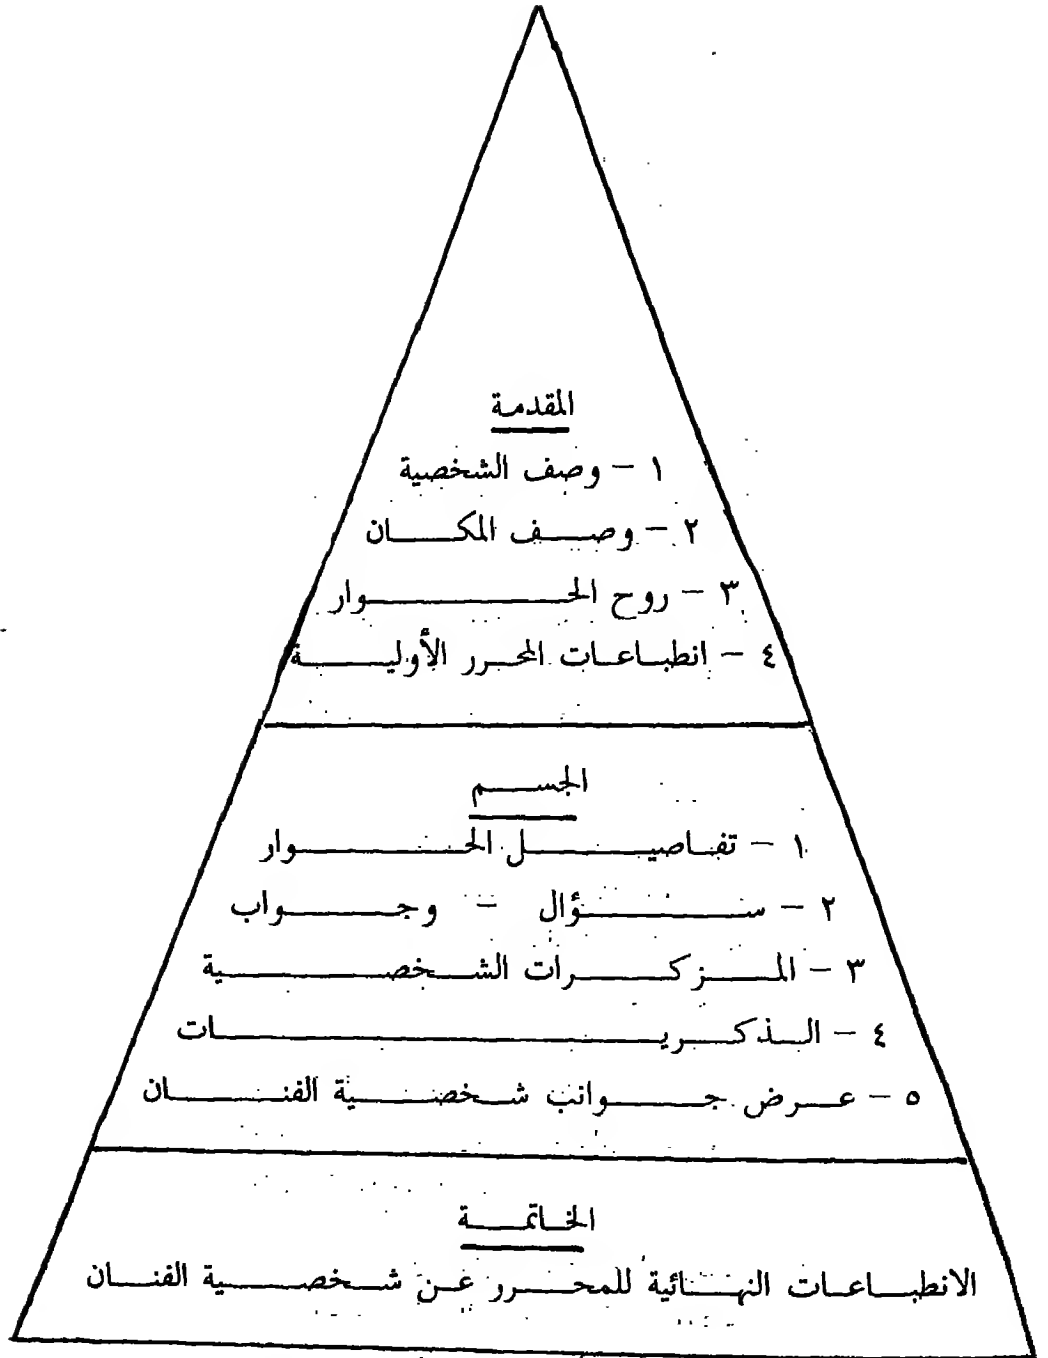 المقدمة
١ - وصف الشخصية
٢ - وصف المكان
٣ - روح الحوار
٤ - انطباعات المحرر الأولية
الجسم
١ - تفاصيل الحوار
٢ - سؤال - وجواب
٣ - المزكرات الشخصية
٤ - الذكريات
٥ - عرض جوانب شخصية الفنان
الخاتمة
الانطباعات النهائية للمحرر عن شخصية الفنان